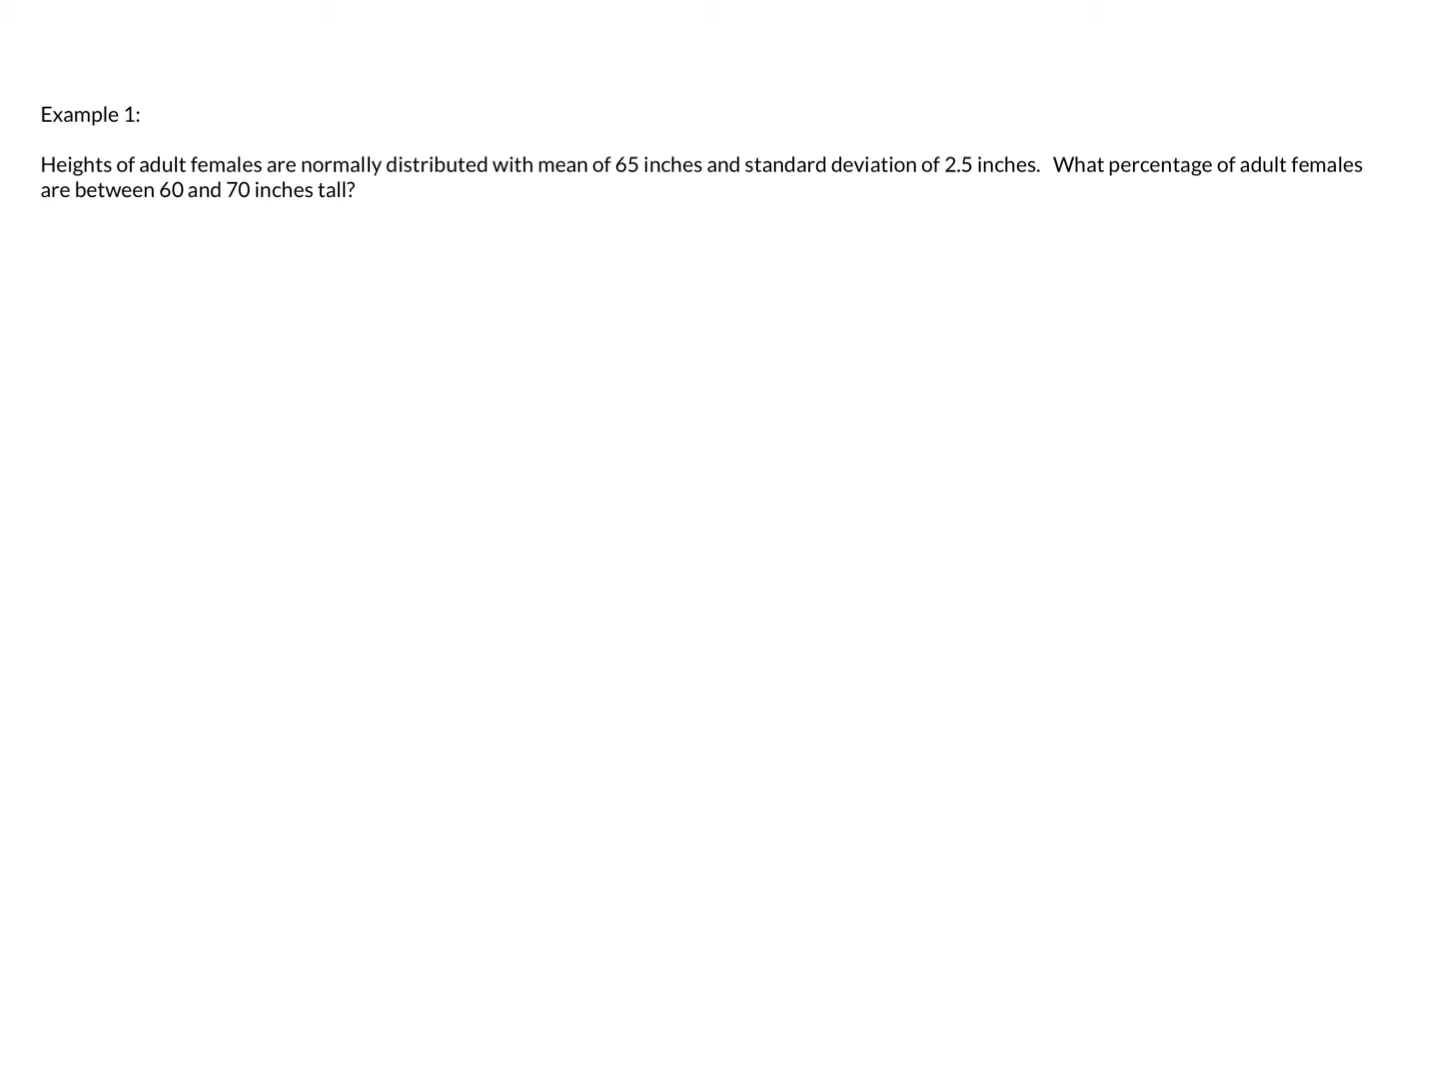 Example 1:
Heights of adult females are normally distributed with mean of 65 inches and standard deviation of 2.5 inches.  What percentage of adult females
are between 60 and 70 inches tall?